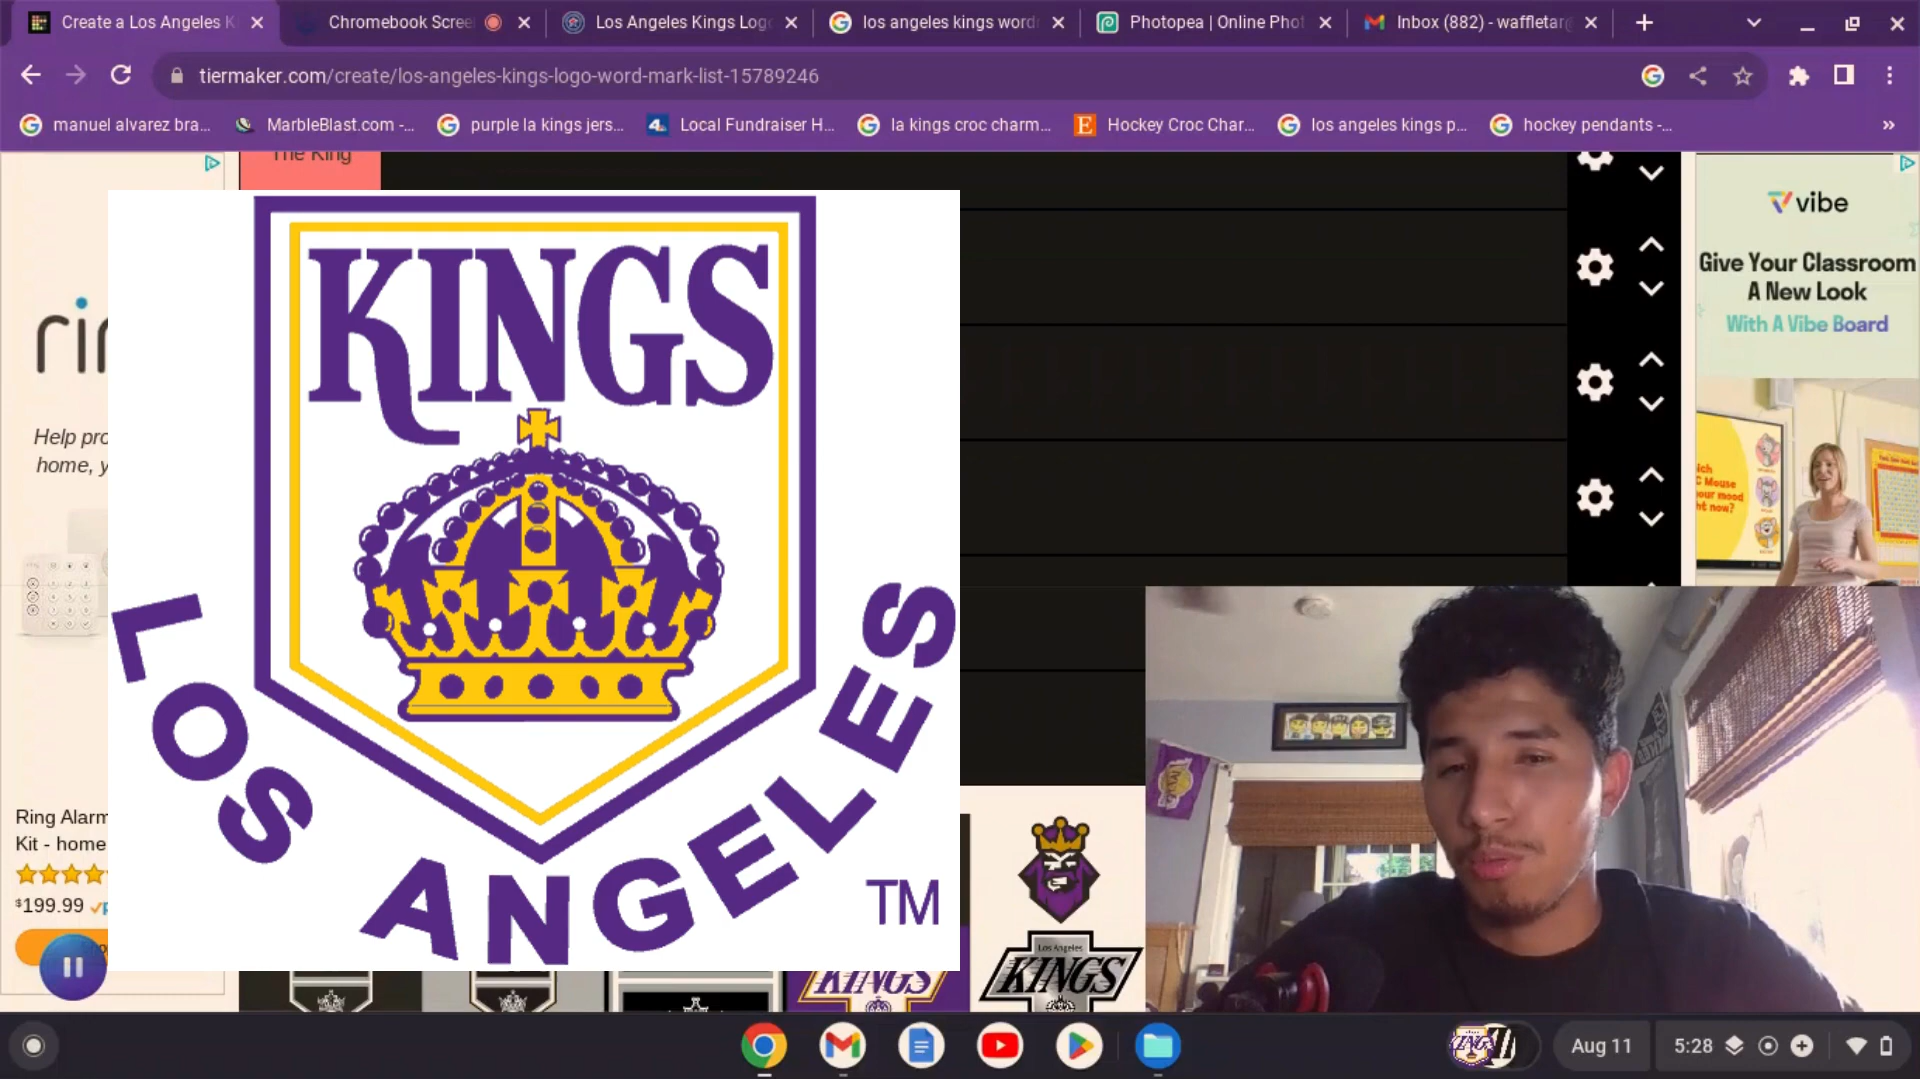 Create a Los Angeles K
Chromebook Scree
Los Angeles Kings Log
los angeles kings word
Photopea | Online Phot
Inbox (882) - waffletar
tiermaker.com/create/los-angeles-kings-logo-word-mark-list-15789246
manuel alvarez bra...
MarbleBlast.com -...
purple la kings jers...
Local Fundraiser H...
la kings croc charm...
Hockey Croc Char...
los angeles kings p...
hockey pendants -...
The King
KINGS
LOS ANGELES
TM
rin
Help pro
home, y
Ring Alarm
Kit - home
$199.99
vibe
Give Your Classroom
A New Look
With A Vibe Board
KINGS
Los Angeles
KINGS
Aug 11
5:28